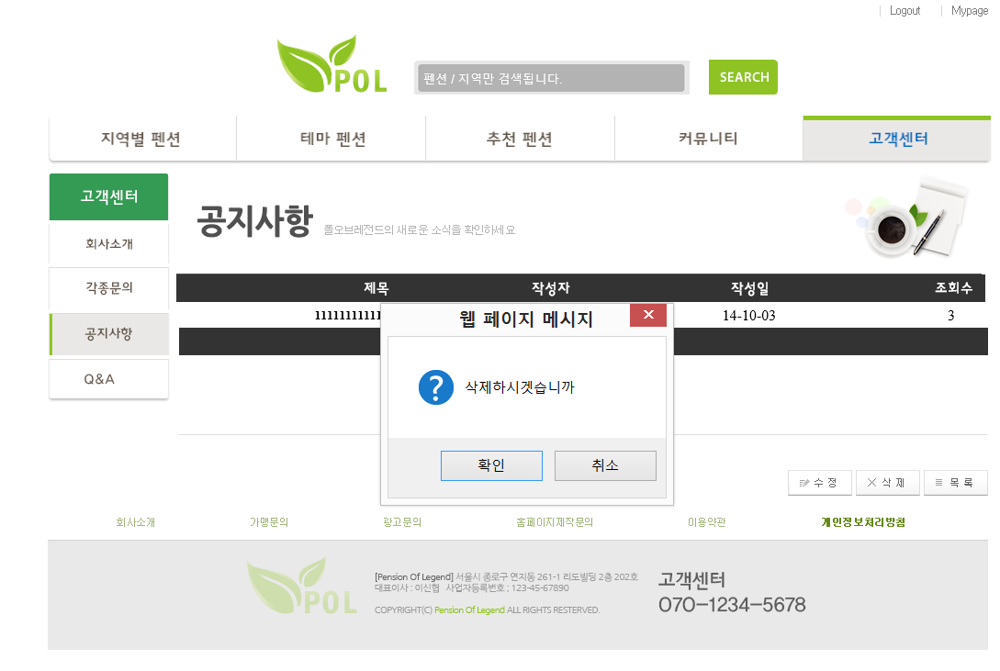 Logout Mypage
POL
펜션 / 지역만 검색됩니다.
SEARCH
지역별 펜션 테마 펜션 추천 펜션 커뮤니티 고객센터
고객센터
회사소개
각종문의
공지사항
Q&A
공지사항 폴오브레전드의 새로운 소식을 확인하세요
제목 작성자 작성일 조회수
11111111111 14-10-03 3
웹 페이지 메시지
삭제하시겟습니까
확인 취소
수 정 삭 제 목 록
회사소개 가맹문의 광고문의 홈페이지제작문의 이용약관 개인정보처리방침
POL
[Pension Of Legend] 서울시 종로구 연지동 261-1 리도빌딩 2층 202호
대표이사 : 이신협 사업자등록번호 ; 123-45-67890
COPYRIGHT(C) Pension Of Legend ALL RIGHTS RESTERVED.
고객센터
070-1234-5678